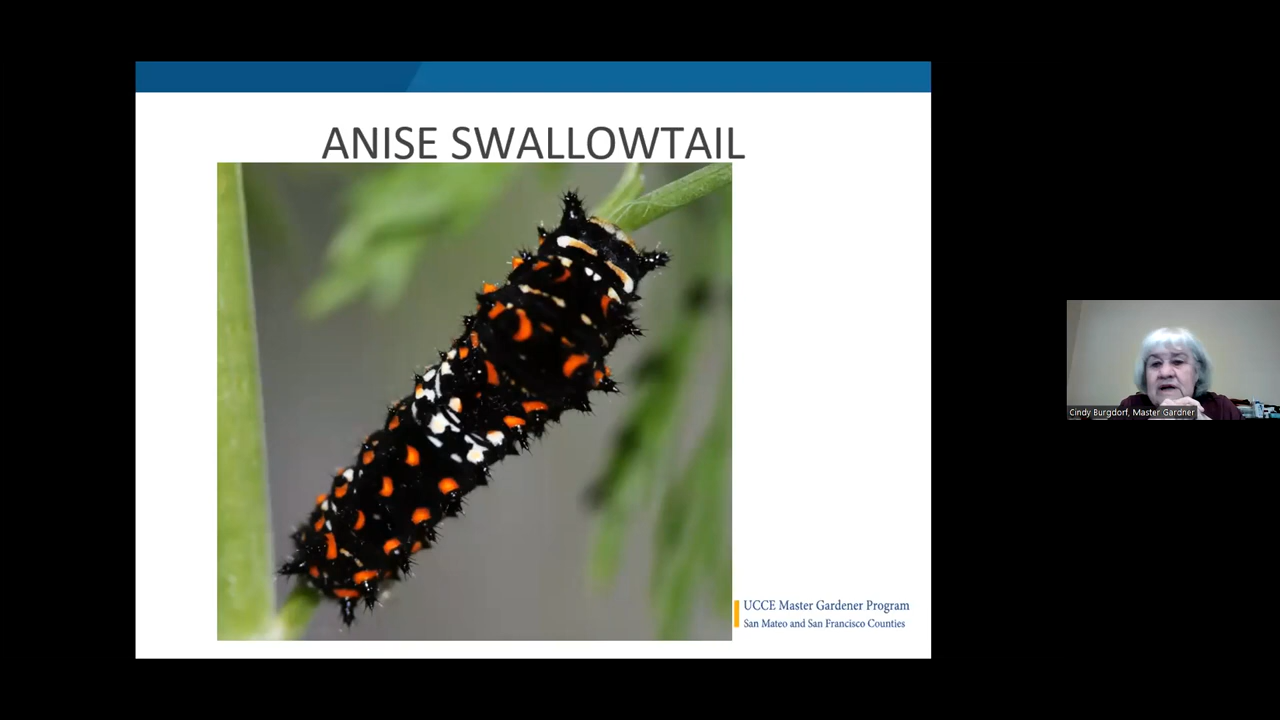 ANISE SWALLOWTAIL
UCCE Master Gardener Program
San Mateo and San Francisco Counties
Cindy Burgdorf, Master Gardner